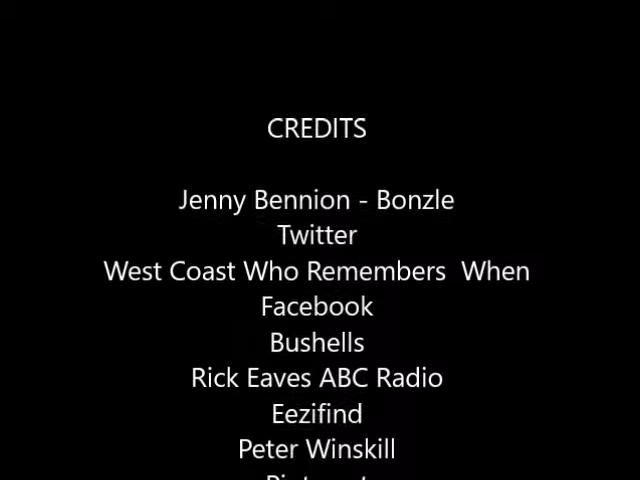 CREDITS
Jenny Bennion - Bonzle
Twitter
West Coast Who Remembers  When
Facebook
Bushells
Rick Eaves ABC Radio
Eezifind
Peter Winskill